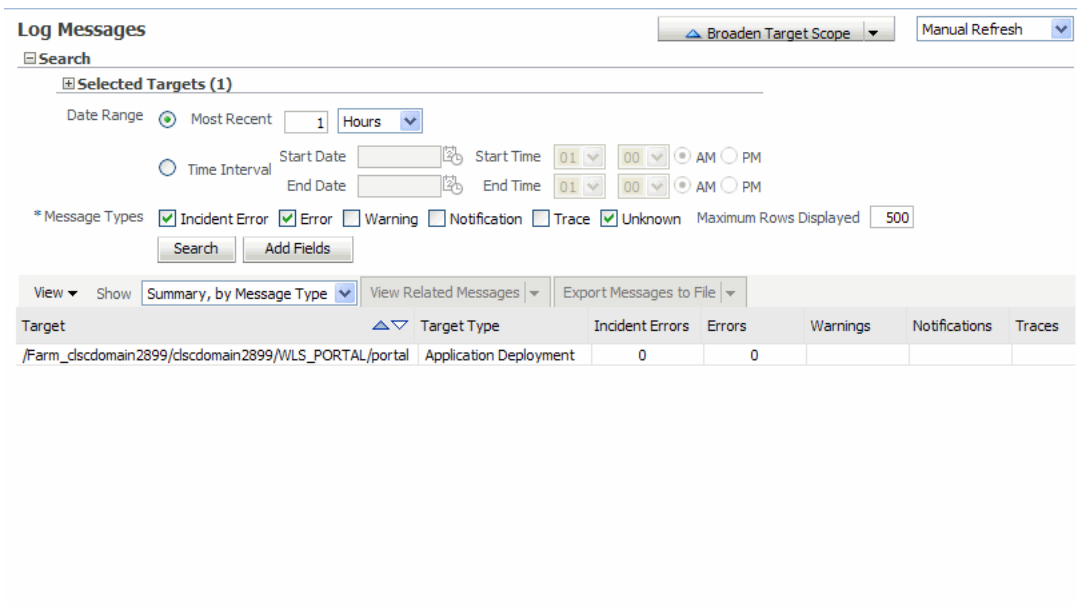 Log Messages
Broaden Target Scope
Manual Refresh
Search
Selected Targets (1)
Date Range Most Recent 1 Hours
Time Interval Start Date Start Time 01 00 AM PM
End Date End Time 01 00 AM PM
* Message Types Incident Error Error Warning Notification Trace Unknown Maximum Rows Displayed 500
Search Add Fields
View Show Summary, by Message Type View Related Messages Export Messages to File
Target Target Type Incident Errors Errors Warnings Notifications Traces
/Farm_clscdomain2899/clscdomain2899/WLS_PORTAL/portal Application Deployment 0 0